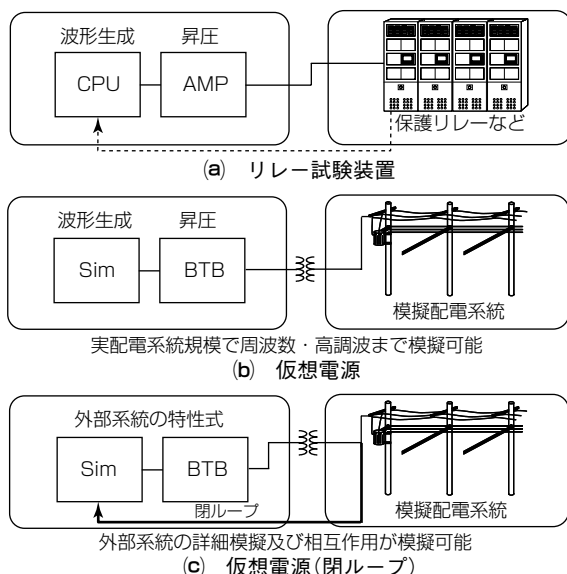 波形生成 昇圧
CPU AMP
保護リレーなど
(a) リレー試験装置
波形生成 昇圧
Sim BTB
模擬配電系統
実配電系統規模で周波数・高調波まで模擬可能
(b) 仮想電源
外部系統の特性式
Sim BTB
閉ループ
模擬配電系統
外部系統の詳細模擬及び相互作用が模擬可能
(c) 仮想電源(閉ループ)